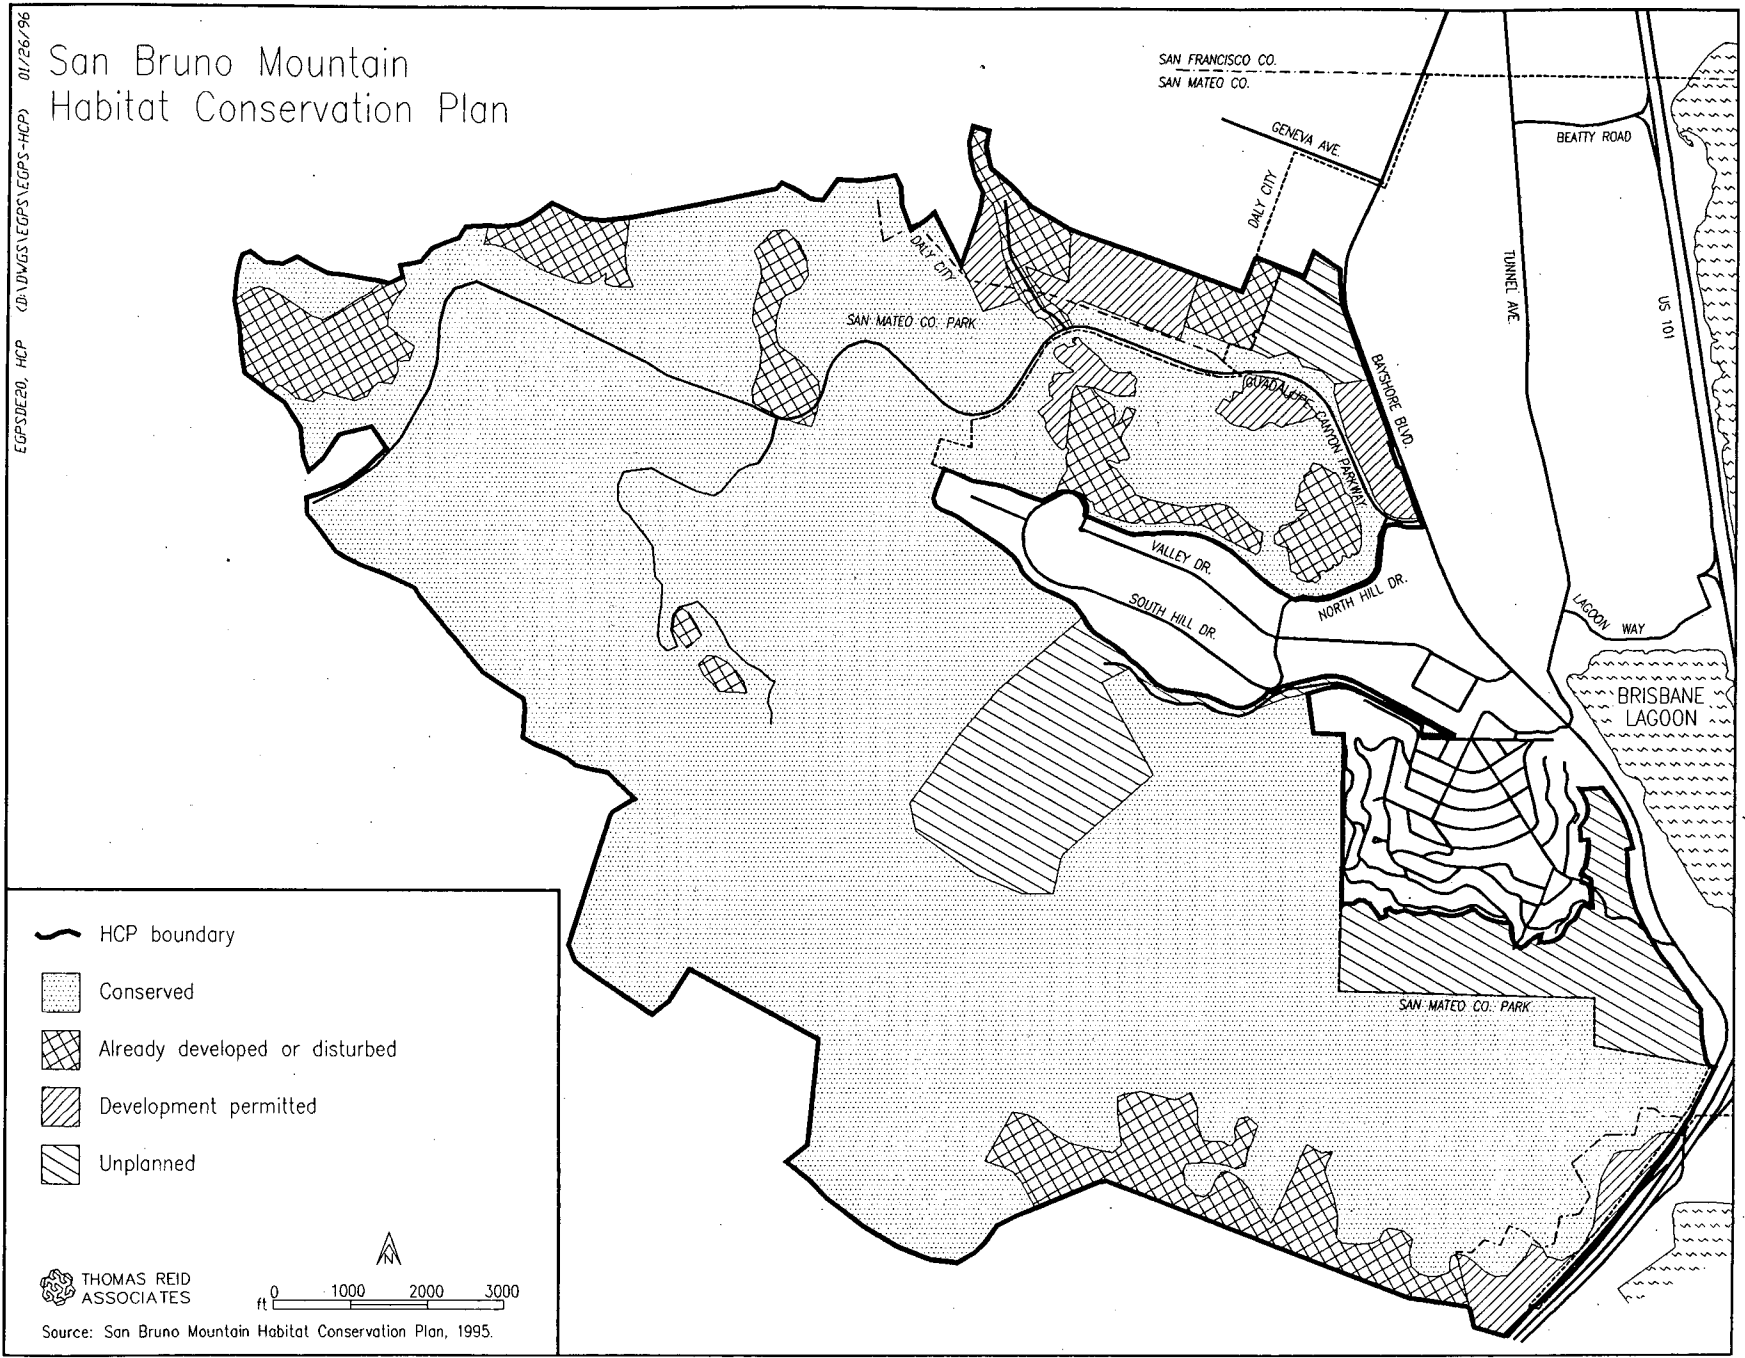 EGPSDE20, HCP (D:\DWGS\EGPS\EGPS-HCP) 01/26/96
San Bruno Mountain
Habitat Conservation Plan
SAN FRANCISCO CO.
SAN MATEO CO.
GENEVA AVE.
BEATTY ROAD
DALY CITY
DALY CITY
TUNNEL AVE.
US 101
SAN MATEO CO. PARK
BAYSHORE BLVD.
GUADALUPE CANYON PARKWAY
VALLEY DR.
SOUTH HILL DR.
NORTH HILL DR.
LAGOON WAY
BRISBANE
LAGOON
SAN MATEO CO. PARK
HCP boundary
Conserved
Already developed or disturbed
Development permitted
Unplanned
N
THOMAS REID
ASSOCIATES
0 1000 2000 3000
ft
Source: San Bruno Mountain Habitat Conservation Plan, 1995.